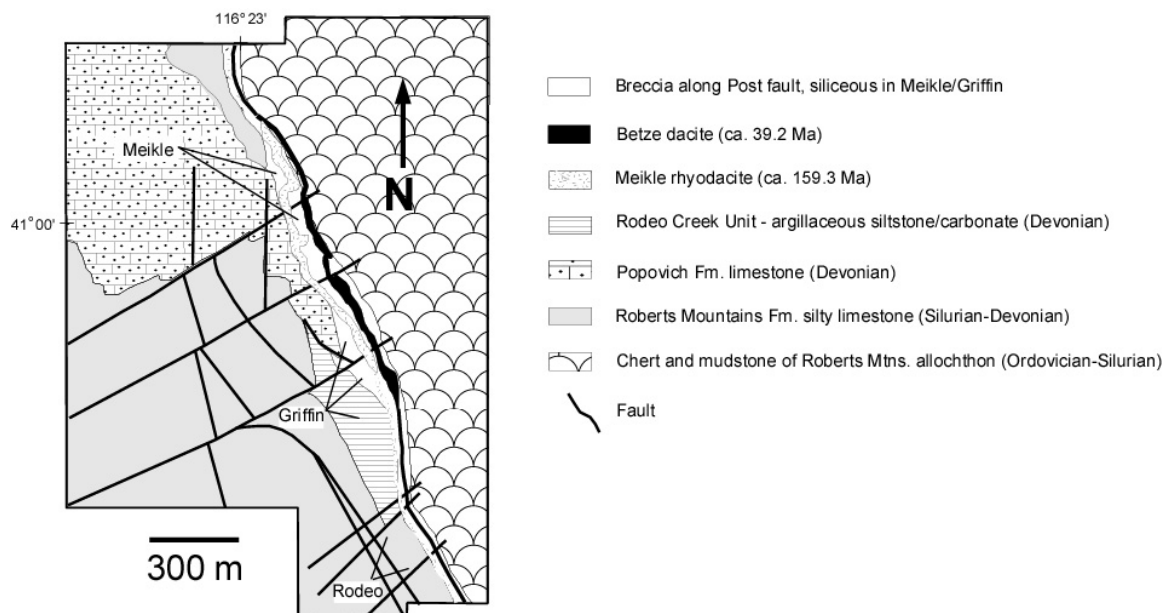 116° 23'
Meikle
N
41° 00'
Griffin
300 m
Rodeo
Breccia along Post fault, siliceous in Meikle/Griffin
Betze dacite (ca. 39.2 Ma)
Meikle rhyodacite (ca. 159.3 Ma)
Rodeo Creek Unit - argillaceous siltstone/carbonate (Devonian)
Popovich Fm. limestone (Devonian)
Roberts Mountains Fm. silty limestone (Silurian-Devonian)
Chert and mudstone of Roberts Mtns. allochthon (Ordovician-Silurian)
Fault